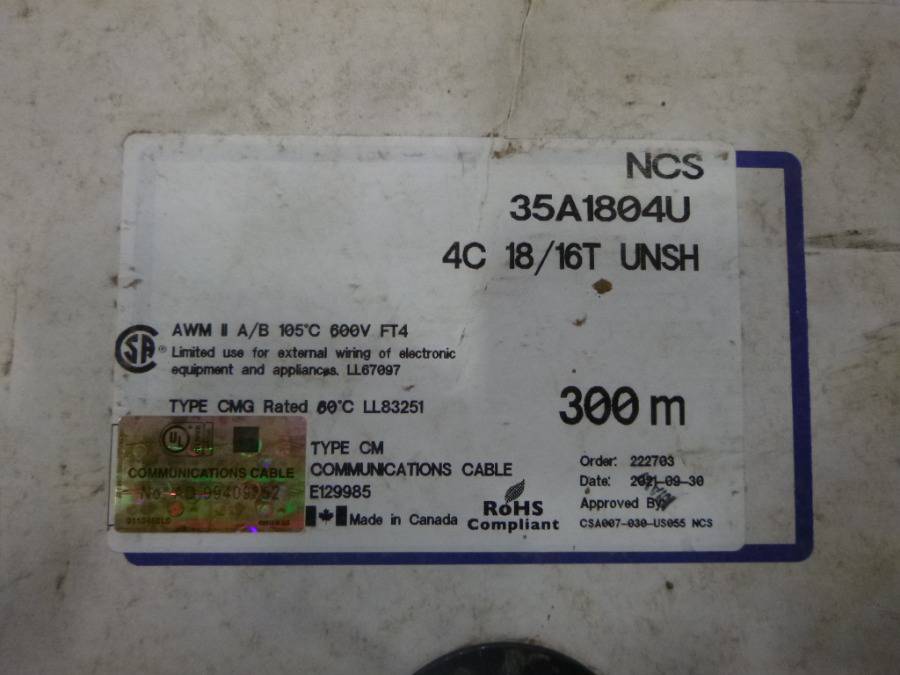 NCS
35A1804U
4C 18/16T UNSH
AWM II A/B 105°C 600V FT4
Limited use for external wiring of electronic
equipment and appliances. LL67097
TYPE CMG Rated 60°C LL83251
300 m
UL
COMMUNICATIONS CABLE
TYPE CM
COMMUNICATIONS CABLE
E129985
Made in Canada
RoHS
Compliant
Order: 222703
Date: 2021-09-30
Approved By:
CSA007-030-US055 NCS